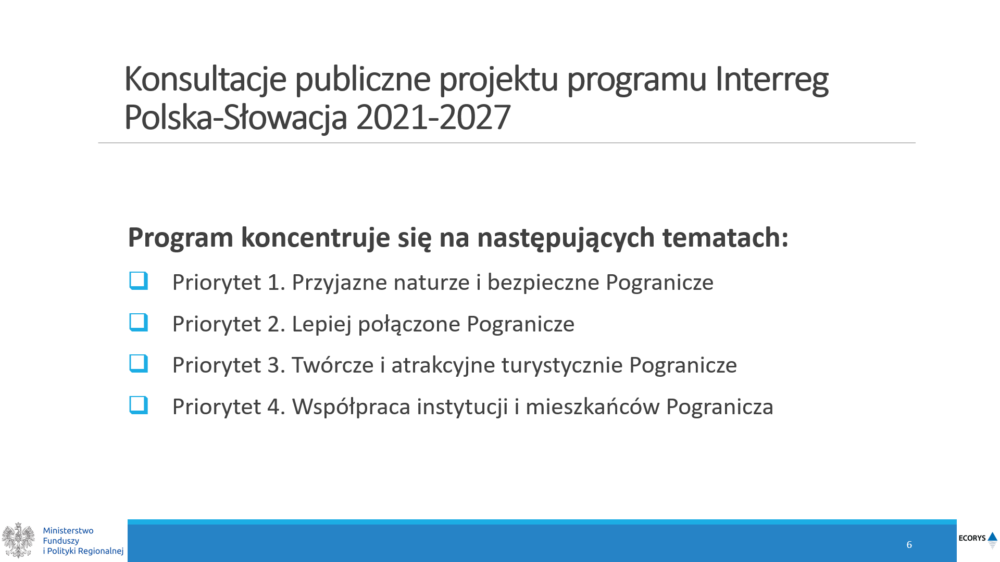 Konsultacje publiczne projektu programu Interreg
Polska-Słowacja 2021-2027
Program koncentruje się na następujących tematach:
Priorytet 1. Przyjazne naturze i bezpieczne Pogranicze
Priorytet 2. Lepiej połączone Pogranicze
Priorytet 3. Twórcze i atrakcyjne turystycznie Pogranicze
Priorytet 4. Współpraca instytucji i mieszkańców Pogranicza
Ministerstwo
Funduszy
i Polityki Regionalnej
6
ECORYS